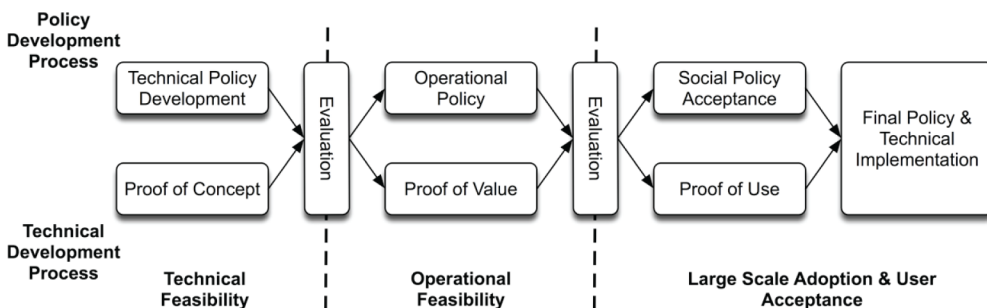 Policy
Development
Process
Technical Policy
Development
Evaluation
Operational
Policy
Evaluation
Social Policy
Acceptance
Final Policy &
Technical
Implementation
Proof of Concept
Proof of Value
Proof of Use
Technical
Development
Process
Technical
Feasibility
Operational
Feasibility
Large Scale Adoption & User
Acceptance